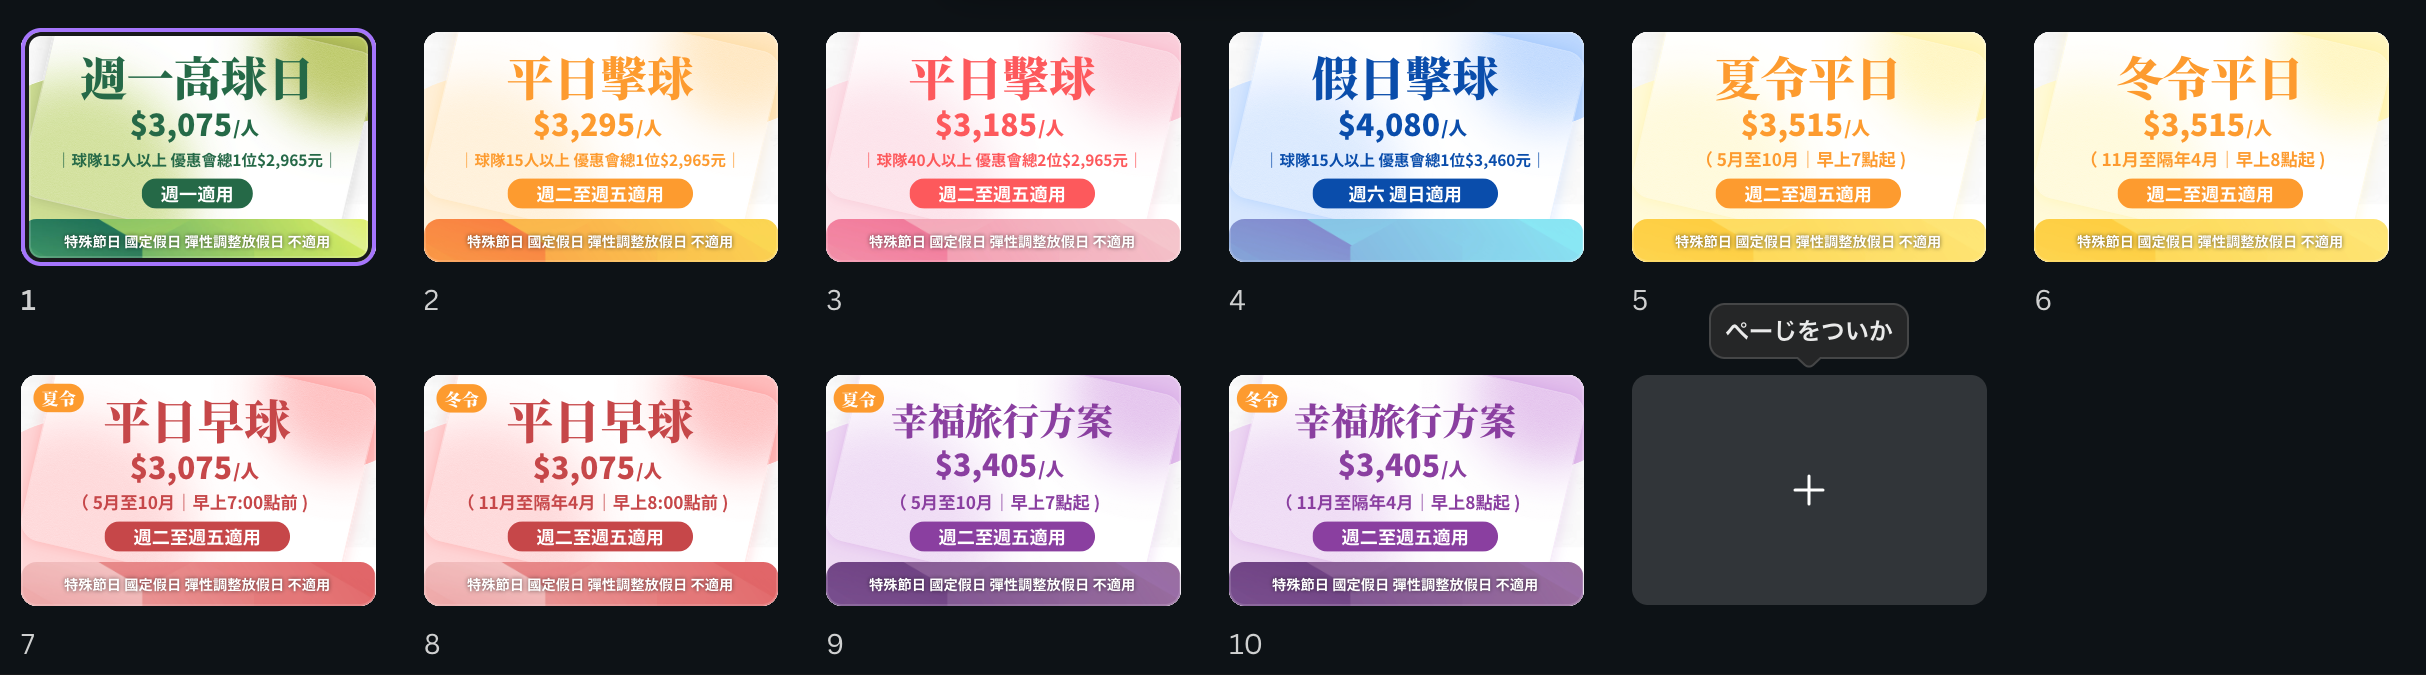 週一高球日
$3,075/人
｜球隊15人以上 優惠會總1位$2,965元｜
週一適用
特殊節日 國定假日 彈性調整放假日 不適用
1
平日擊球
$3,295/人
｜球隊15人以上 優惠會總1位$2,965元｜
週二至週五適用
特殊節日 國定假日 彈性調整放假日 不適用
2
平日擊球
$3,185/人
｜球隊40人以上 優惠會總2位$2,965元｜
週二至週五適用
特殊節日 國定假日 彈性調整放假日 不適用
3
假日擊球
$4,080/人
｜球隊15人以上 優惠會總1位$3,460元｜
週六 週日適用
4
夏令平日
$3,515/人
( 5月至10月｜早上7點起 )
週二至週五適用
特殊節日 國定假日 彈性調整放假日 不適用
5
冬令平日
$3,515/人
( 11月至隔年4月｜早上8點起 )
週二至週五適用
特殊節日 國定假日 彈性調整放假日 不適用
6
夏令
平日早球
$3,075/人
( 5月至10月｜早上7:00點前 )
週二至週五適用
特殊節日 國定假日 彈性調整放假日 不適用
7
冬令
平日早球
$3,075/人
( 11月至隔年4月｜早上8:00點前 )
週二至週五適用
特殊節日 國定假日 彈性調整放假日 不適用
8
夏令
幸福旅行方案
$3,405/人
( 5月至10月｜早上7點起 )
週二至週五適用
特殊節日 國定假日 彈性調整放假日 不適用
9
冬令
幸福旅行方案
$3,405/人
( 11月至隔年4月｜早上8點起 )
週二至週五適用
特殊節日 國定假日 彈性調整放假日 不適用
10
ぺーじをついか